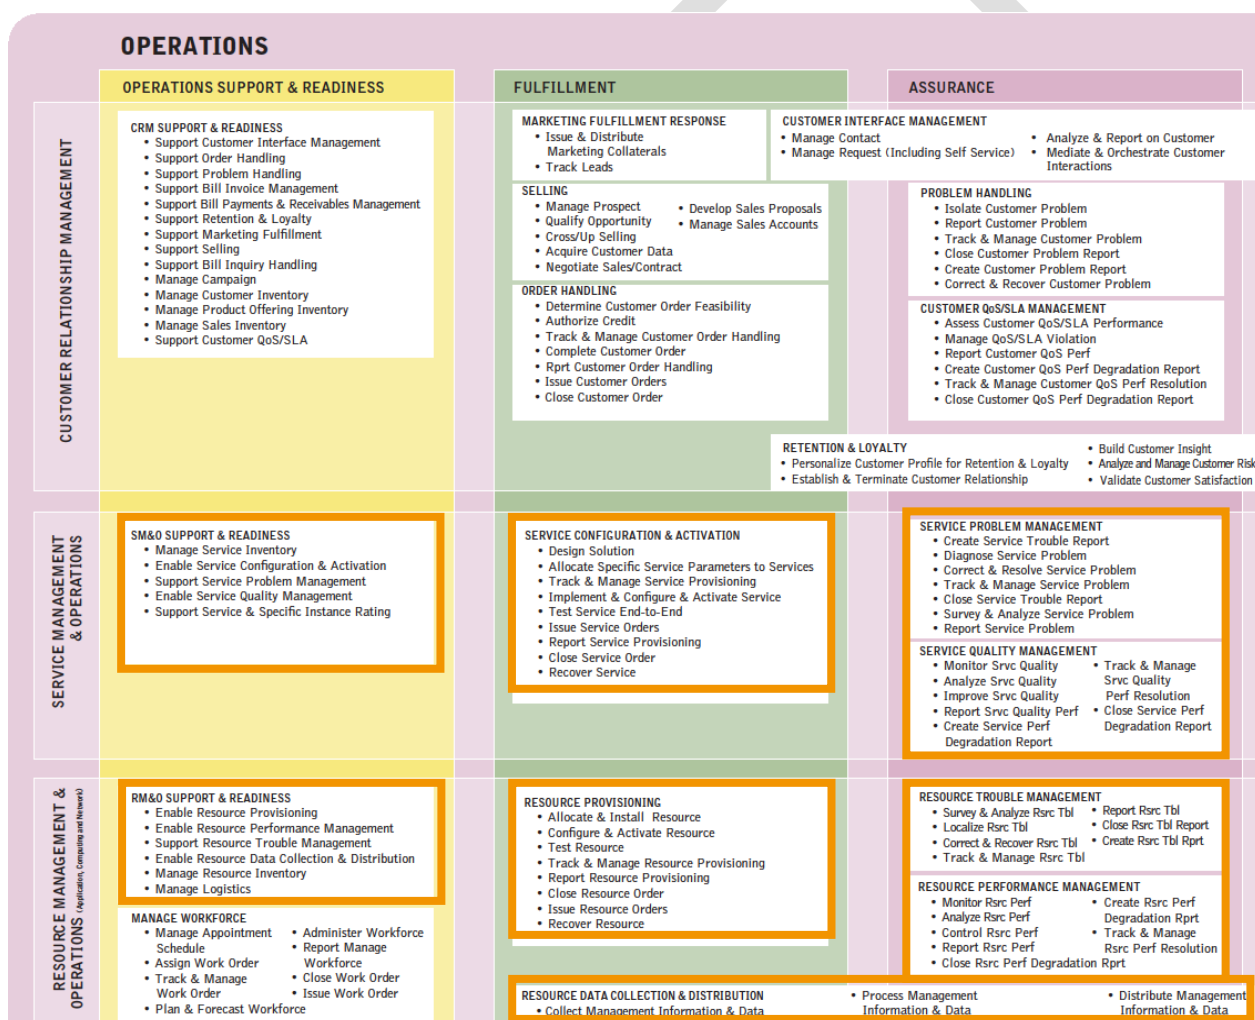 OPERATIONS
OPERATIONS SUPPORT & READINESS
FULFILLMENT
ASSURANCE
CUSTOMER RELATIONSHIP MANAGEMENT
CRM SUPPORT & READINESS
• Support Customer Interface Management
• Support Order Handling
• Support Problem Handling
• Support Bill Invoice Management
• Support Bill Payments & Receivables Management
• Support Retention & Loyalty
• Support Marketing Fulfillment
• Support Selling
• Support Bill Inquiry Handling
• Manage Campaign
• Manage Customer Inventory
• Manage Product Offering Inventory
• Manage Sales Inventory
• Support Customer QoS/SLA
MARKETING FULFILLMENT RESPONSE
• Issue & Distribute
Marketing Collaterals
• Track Leads
CUSTOMER INTERFACE MANAGEMENT
• Manage Contact
• Manage Request (Including Self Service)
• Analyze & Report on Customer
• Mediate & Orchestrate Customer
Interactions
SELLING
• Manage Prospect
• Qualify Opportunity
• Cross/Up Selling
• Acquire Customer Data
• Negotiate Sales/Contract
• Develop Sales Proposals
• Manage Sales Accounts
ORDER HANDLING
• Determine Customer Order Feasibility
• Authorize Credit
• Track & Manage Customer Order Handling
• Complete Customer Order
• Rprt Customer Order Handling
• Issue Customer Orders
• Close Customer Order
PROBLEM HANDLING
• Isolate Customer Problem
• Report Customer Problem
• Track & Manage Customer Problem
• Close Customer Problem Report
• Create Customer Problem Report
• Correct & Recover Customer Problem
CUSTOMER QoS/SLA MANAGEMENT
• Assess Customer QoS/SLA Performance
• Manage QoS/SLA Violation
• Report Customer QoS Perf
• Create Customer QoS Perf Degradation Report
• Track & Manage Customer QoS Perf Resolution
• Close Customer QoS Perf Degradation Report
RETENTION & LOYALTY
• Personalize Customer Profile for Retention & Loyalty
• Establish & Terminate Customer Relationship
• Build Customer Insight
• Analyze and Manage Customer Risk
• Validate Customer Satisfaction
SERVICE MANAGEMENT
& OPERATIONS
SM&O SUPPORT & READINESS
• Manage Service Inventory
• Enable Service Configuration & Activation
• Support Service Problem Management
• Enable Service Quality Management
• Support Service & Specific Instance Rating
SERVICE CONFIGURATION & ACTIVATION
• Design Solution
• Allocate Specific Service Parameters to Services
• Track & Manage Service Provisioning
• Implement & Configure & Activate Service
• Test Service End-to-End
• Issue Service Orders
• Report Service Provisioning
• Close Service Order
• Recover Service
SERVICE PROBLEM MANAGEMENT
• Create Service Trouble Report
• Diagnose Service Problem
• Correct & Resolve Service Problem
• Track & Manage Service Problem
• Close Service Trouble Report
• Survey & Analyze Service Problem
• Report Service Problem
SERVICE QUALITY MANAGEMENT
• Monitor Srvc Quality
• Analyze Srvc Quality
• Improve Srvc Quality
• Report Srvc Quality Perf
• Create Service Perf
Degradation Report
• Track & Manage
Srvc Quality
Perf Resolution
• Close Service Perf
Degradation Report
RESOURCE MANAGEMENT &
OPERATIONS (Application, Computing and Network)
RM&O SUPPORT & READINESS
• Enable Resource Provisioning
• Enable Resource Performance Management
• Support Resource Trouble Management
• Enable Resource Data Collection & Distribution
• Manage Resource Inventory
• Manage Logistics
MANAGE WORKFORCE
• Manage Appointment
Schedule
• Assign Work Order
• Track & Manage
Work Order
• Plan & Forecast Workforce
• Administer Workforce
• Report Manage
Workforce
• Close Work Order
• Issue Work Order
RESOURCE PROVISIONING
• Allocate & Install Resource
• Configure & Activate Resource
• Test Resource
• Track & Manage Resource Provisioning
• Report Resource Provisioning
• Close Resource Order
• Issue Resource Orders
• Recover Resource
RESOURCE TROUBLE MANAGEMENT
• Survey & Analyze Rsrc Tbl
• Localize Rsrc Tbl
• Correct & Recover Rsrc Tbl
• Track & Manage Rsrc Tbl
• Report Rsrc Tbl
• Close Rsrc Tbl Report
• Create Rsrc Tbl Rprt
RESOURCE PERFORMANCE MANAGEMENT
• Monitor Rsrc Perf
• Analyze Rsrc Perf
• Control Rsrc Perf
• Report Rsrc Perf
• Close Rsrc Perf Degradation Rprt
• Create Rsrc Perf
Degradation Rprt
• Track & Manage
Rsrc Perf Resolution
RESOURCE DATA COLLECTION & DISTRIBUTION
• Collect Management Information & Data
• Process Management
Information & Data
• Distribute Management
Information & Data